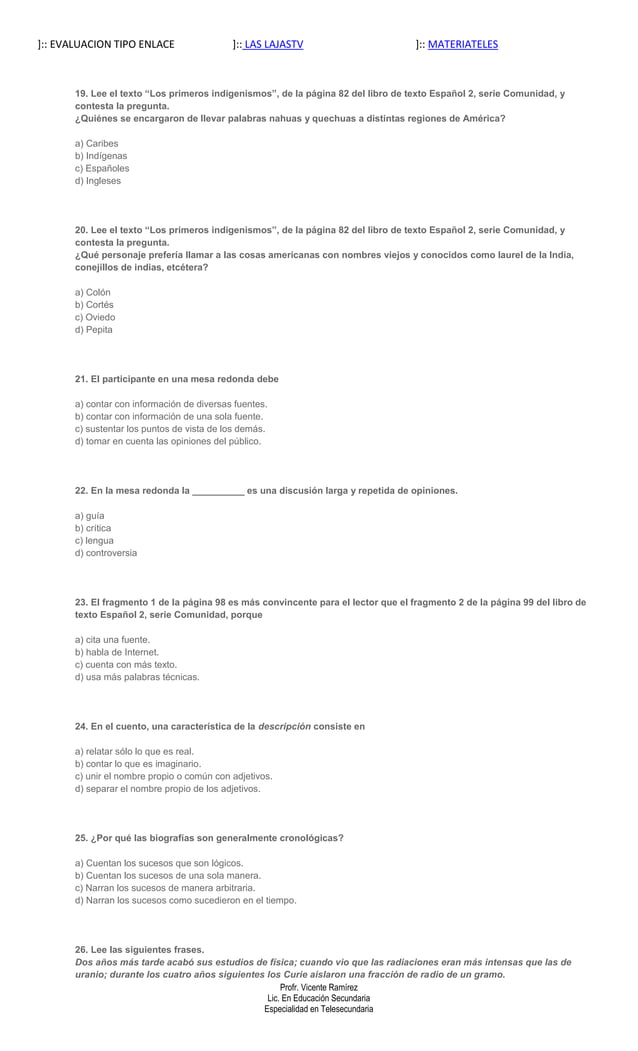 ]:: EVALUACION TIPO ENLACE ]:: LAS LAJASTV ]:: MATERIATELES
19. Lee el texto “Los primeros indigenismos”, de la página 82 del libro de texto Español 2, serie Comunidad, y
contesta la pregunta.
¿Quiénes se encargaron de llevar palabras nahuas y quechuas a distintas regiones de América?
a) Caribes
b) Indígenas
c) Españoles
d) Ingleses
20. Lee el texto “Los primeros indigenismos”, de la página 82 del libro de texto Español 2, serie Comunidad, y
contesta la pregunta.
¿Qué personaje prefería llamar a las cosas americanas con nombres viejos y conocidos como laurel de la India,
conejillos de indias, etcétera?
a) Colón
b) Cortés
c) Oviedo
d) Pepita
21. El participante en una mesa redonda debe
a) contar con información de diversas fuentes.
b) contar con información de una sola fuente.
c) sustentar los puntos de vista de los demás.
d) tomar en cuenta las opiniones del público.
22. En la mesa redonda la __________ es una discusión larga y repetida de opiniones.
a) guía
b) crítica
c) lengua
d) controversia
23. El fragmento 1 de la página 98 es más convincente para el lector que el fragmento 2 de la página 99 del libro de
texto Español 2, serie Comunidad, porque
a) cita una fuente.
b) habla de Internet.
c) cuenta con más texto.
d) usa más palabras técnicas.
24. En el cuento, una característica de la descripción consiste en
a) relatar sólo lo que es real.
b) contar lo que es imaginario.
c) unir el nombre propio o común con adjetivos.
d) separar el nombre propio de los adjetivos.
25. ¿Por qué las biografías son generalmente cronológicas?
a) Cuentan los sucesos que son lógicos.
b) Cuentan los sucesos de una sola manera.
c) Narran los sucesos de manera arbitraria.
d) Narran los sucesos como sucedieron en el tiempo.
26. Lee las siguientes frases.
Dos años más tarde acabó sus estudios de física; cuando vio que las radiaciones eran más intensas que las de
uranio; durante los cuatro años siguientes los Curie aislaron una fracción de radio de un gramo.
Profr. Vicente Ramírez
Lic. En Educación Secundaria
Especialidad en Telesecundaria